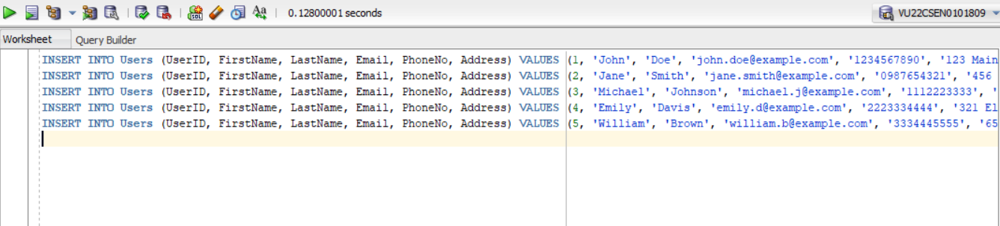 0.12800001 seconds
VU22CSEN0101809
Worksheet Query Builder
INSERT INTO Users (UserID, FirstName, LastName, Email, PhoneNo, Address) VALUES (1, 'John', 'Doe', 'john.doe@example.com', '1234567890', '123 Main
INSERT INTO Users (UserID, FirstName, LastName, Email, PhoneNo, Address) VALUES (2, 'Jane', 'Smith', 'jane.smith@example.com', '0987654321', '456
INSERT INTO Users (UserID, FirstName, LastName, Email, PhoneNo, Address) VALUES (3, 'Michael', 'Johnson', 'michael.j@example.com', '1112223333', '
INSERT INTO Users (UserID, FirstName, LastName, Email, PhoneNo, Address) VALUES (4, 'Emily', 'Davis', 'emily.d@example.com', '2223334444', '321 El
INSERT INTO Users (UserID, FirstName, LastName, Email, PhoneNo, Address) VALUES (5, 'William', 'Brown', 'william.b@example.com', '3334445555', '65